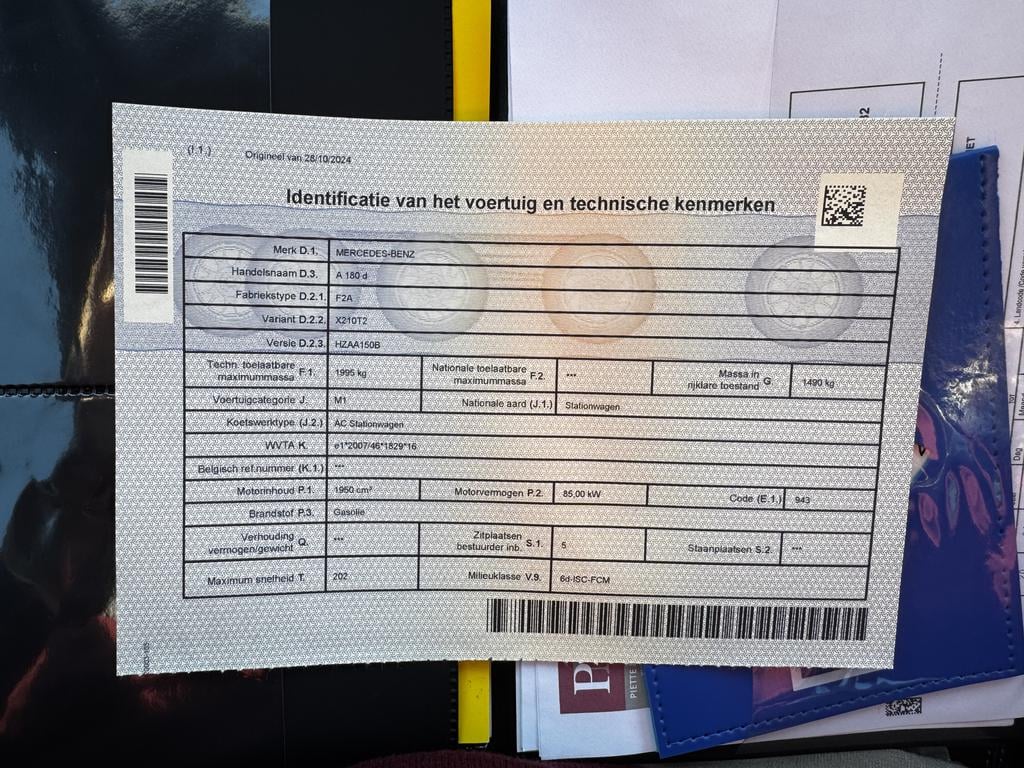 (I.1.) Origineel van 28/10/2024
Identificatie van het voertuig en technische kenmerken
Merk D.1. MERCEDES-BENZ
Handelsnaam D.3. A 180 d
Fabriekstype D.2.1. F2A
Variant D.2.2. X210T2
Versie D.2.3. HZAA150B
Techn. toelaatbare maximummassa F.1. 1995 kg Nationale toelaatbare maximummassa F.2. *** Massa in rijklare toestand G 1490 kg
Voertuigcategorie J. M1 Nationale aard (J.1.) Stationwagen
Koetswerktype (J.2.) AC Stationwagen
WVTA K. e1*2007/46*1829*16
Belgisch ref.nummer (K.1.) ***
Motorinhoud P.1. 1950 cm³ Motorvermogen P.2. 85,00 kW Code (E.1.) 943
Brandstof P.3. Gasolie
Verhouding vermogen/gewicht Q. *** Zitplaatsen bestuurder inb. S.1. 5 Staanplaatsen S.2. ***
Maximum snelheid T. 202 Milieuklasse V.9. 6d-ISC-FCM
PIETTE
Dag